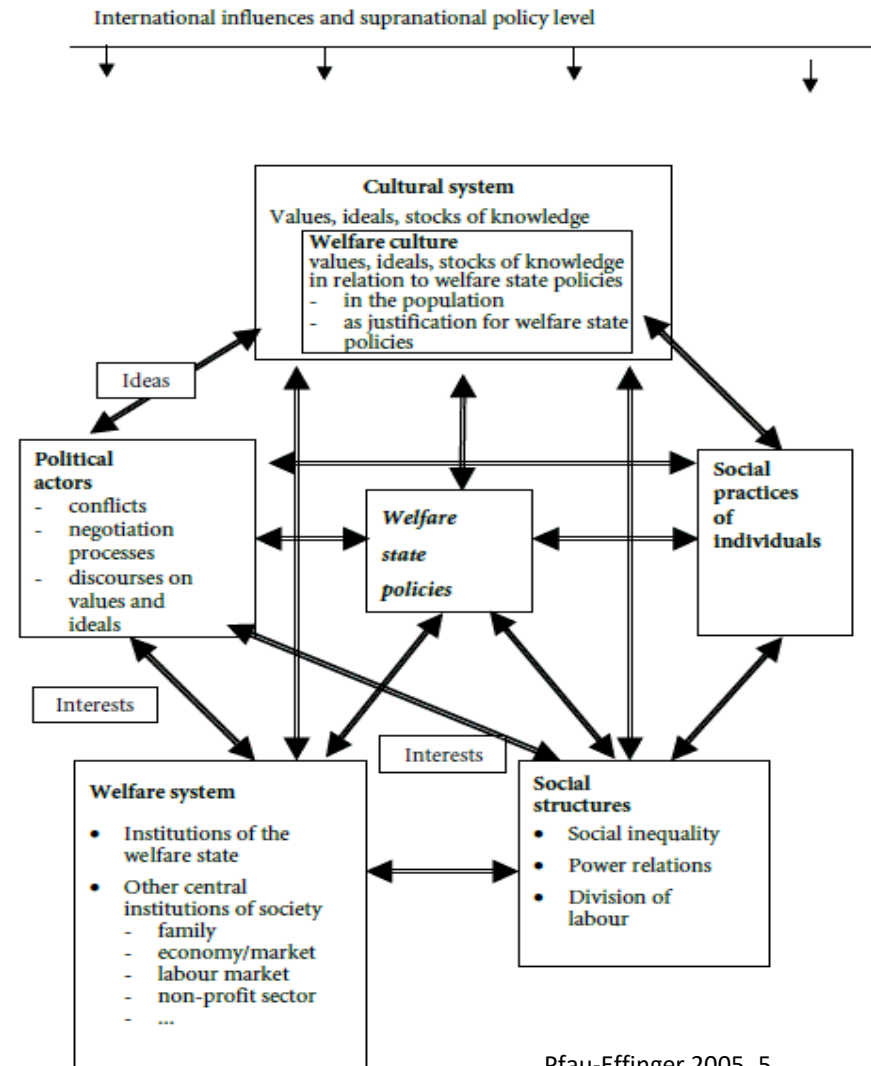 International influences and supranational policy level
Cultural system
Values, ideals, stocks of knowledge
Welfare culture
values, ideals, stocks of knowledge
in relation to welfare state policies
- in the population
- as justification for welfare state
policies
Ideas
Political
actors
- conflicts
- negotiation
processes
- discourses on
values and
ideals
Welfare
state
policies
Social
practices
of
individuals
Interests
Interests
Welfare system
• Institutions of the
welfare state
• Other central
institutions of society
- family
- economy/market
- labour market
- non-profit sector
- ...
Social
structures
• Social inequality
• Power relations
• Division of
labour
Pfau-Effinger 2005, 5